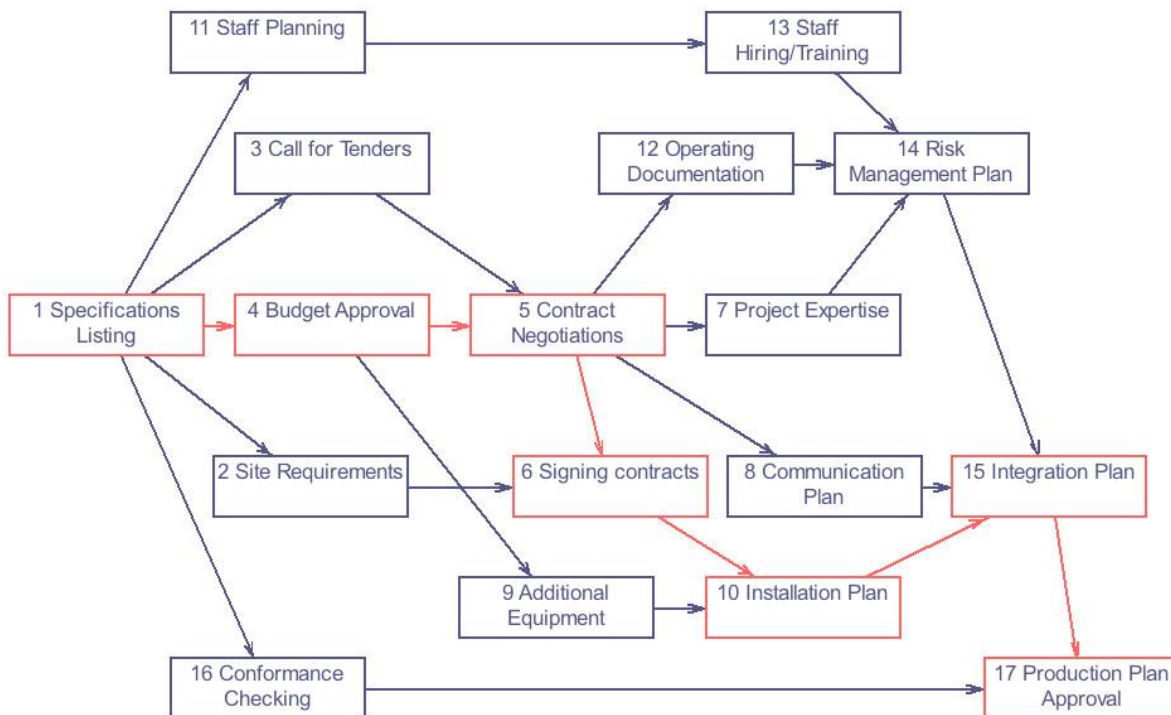 11 Staff Planning
13 Staff
Hiring/Training
3 Call for Tenders
12 Operating
Documentation
14 Risk
Management Plan
1 Specifications
Listing
4 Budget Approval
5 Contract
Negotiations
7 Project Expertise
2 Site Requirements
6 Signing contracts
8 Communication
Plan
15 Integration Plan
9 Additional
Equipment
10 Installation Plan
16 Conformance
Checking
17 Production Plan
Approval